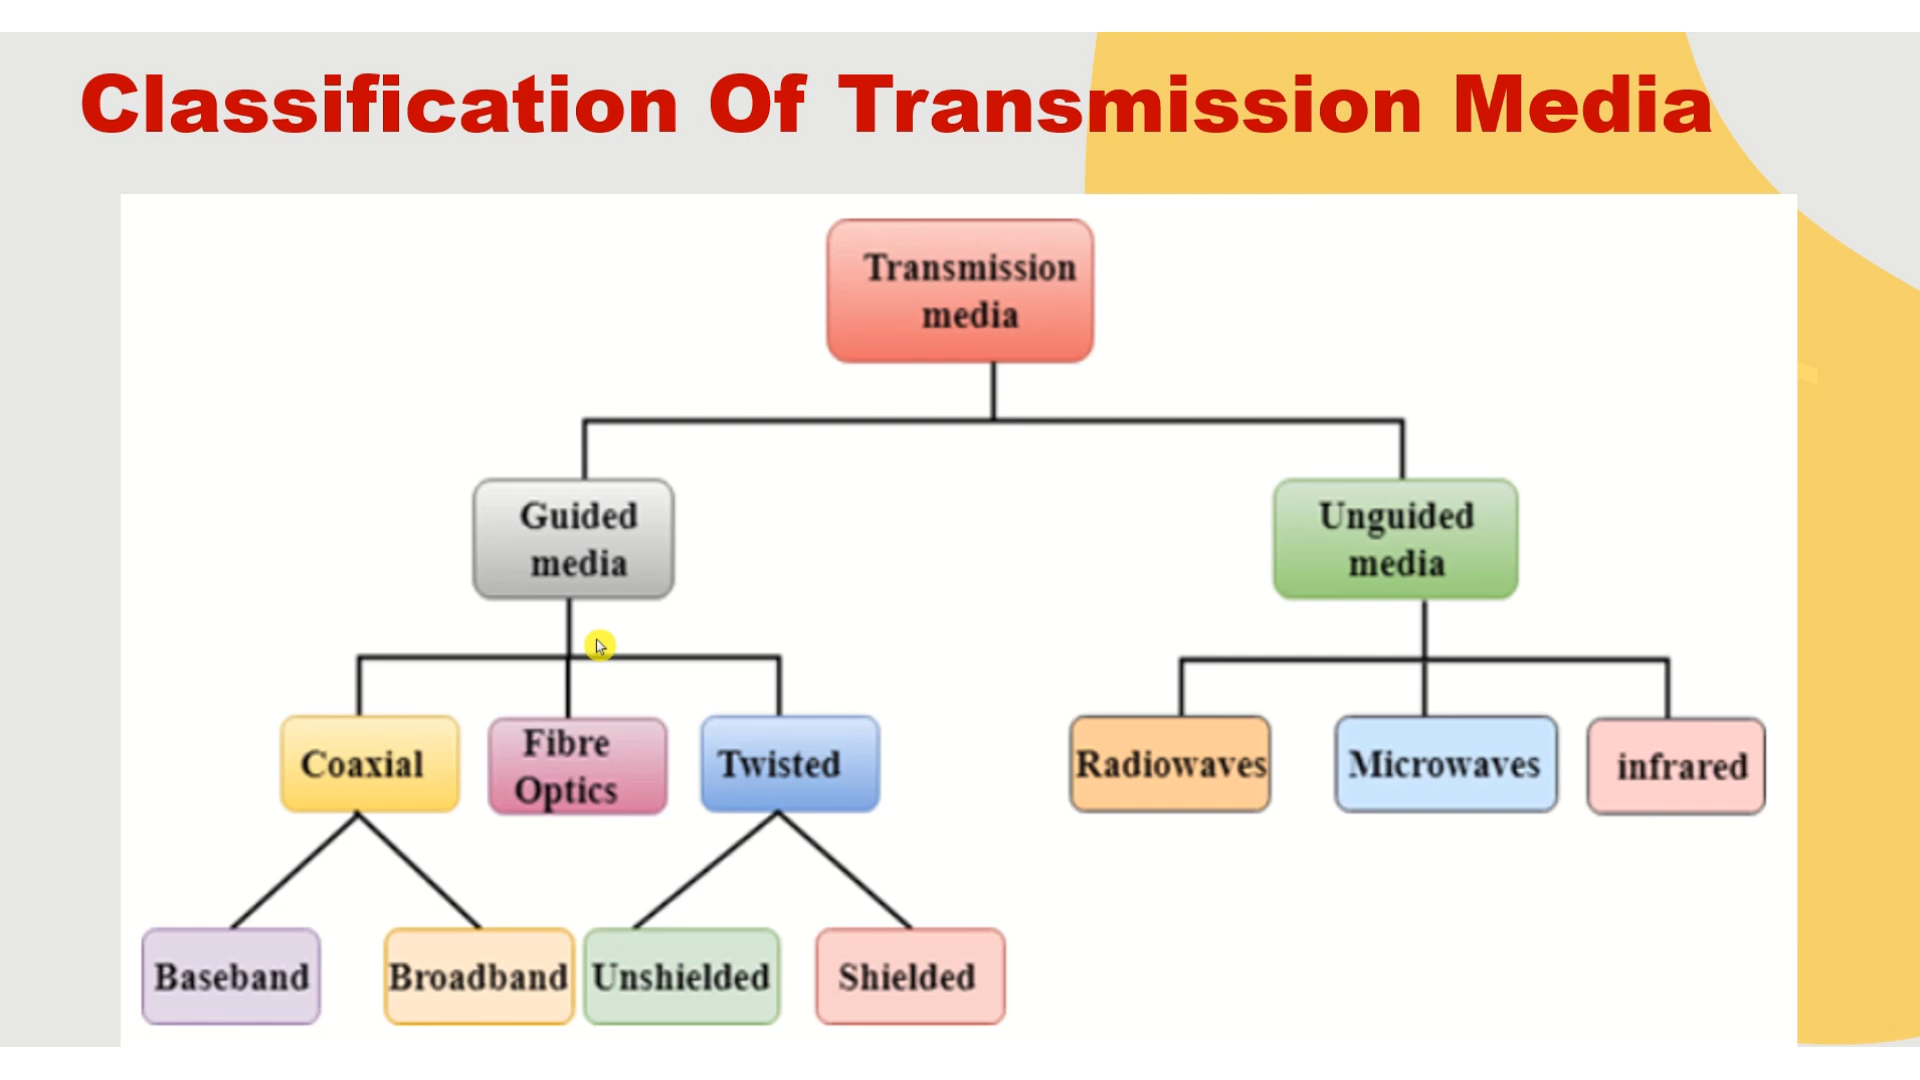 Classification Of Transmission Media
Transmission
media
Guided
media
Unguided
media
Coaxial
Fibre
Optics
Twisted
Radiowaves
Microwaves
infrared
Baseband
Broadband
Unshielded
Shielded